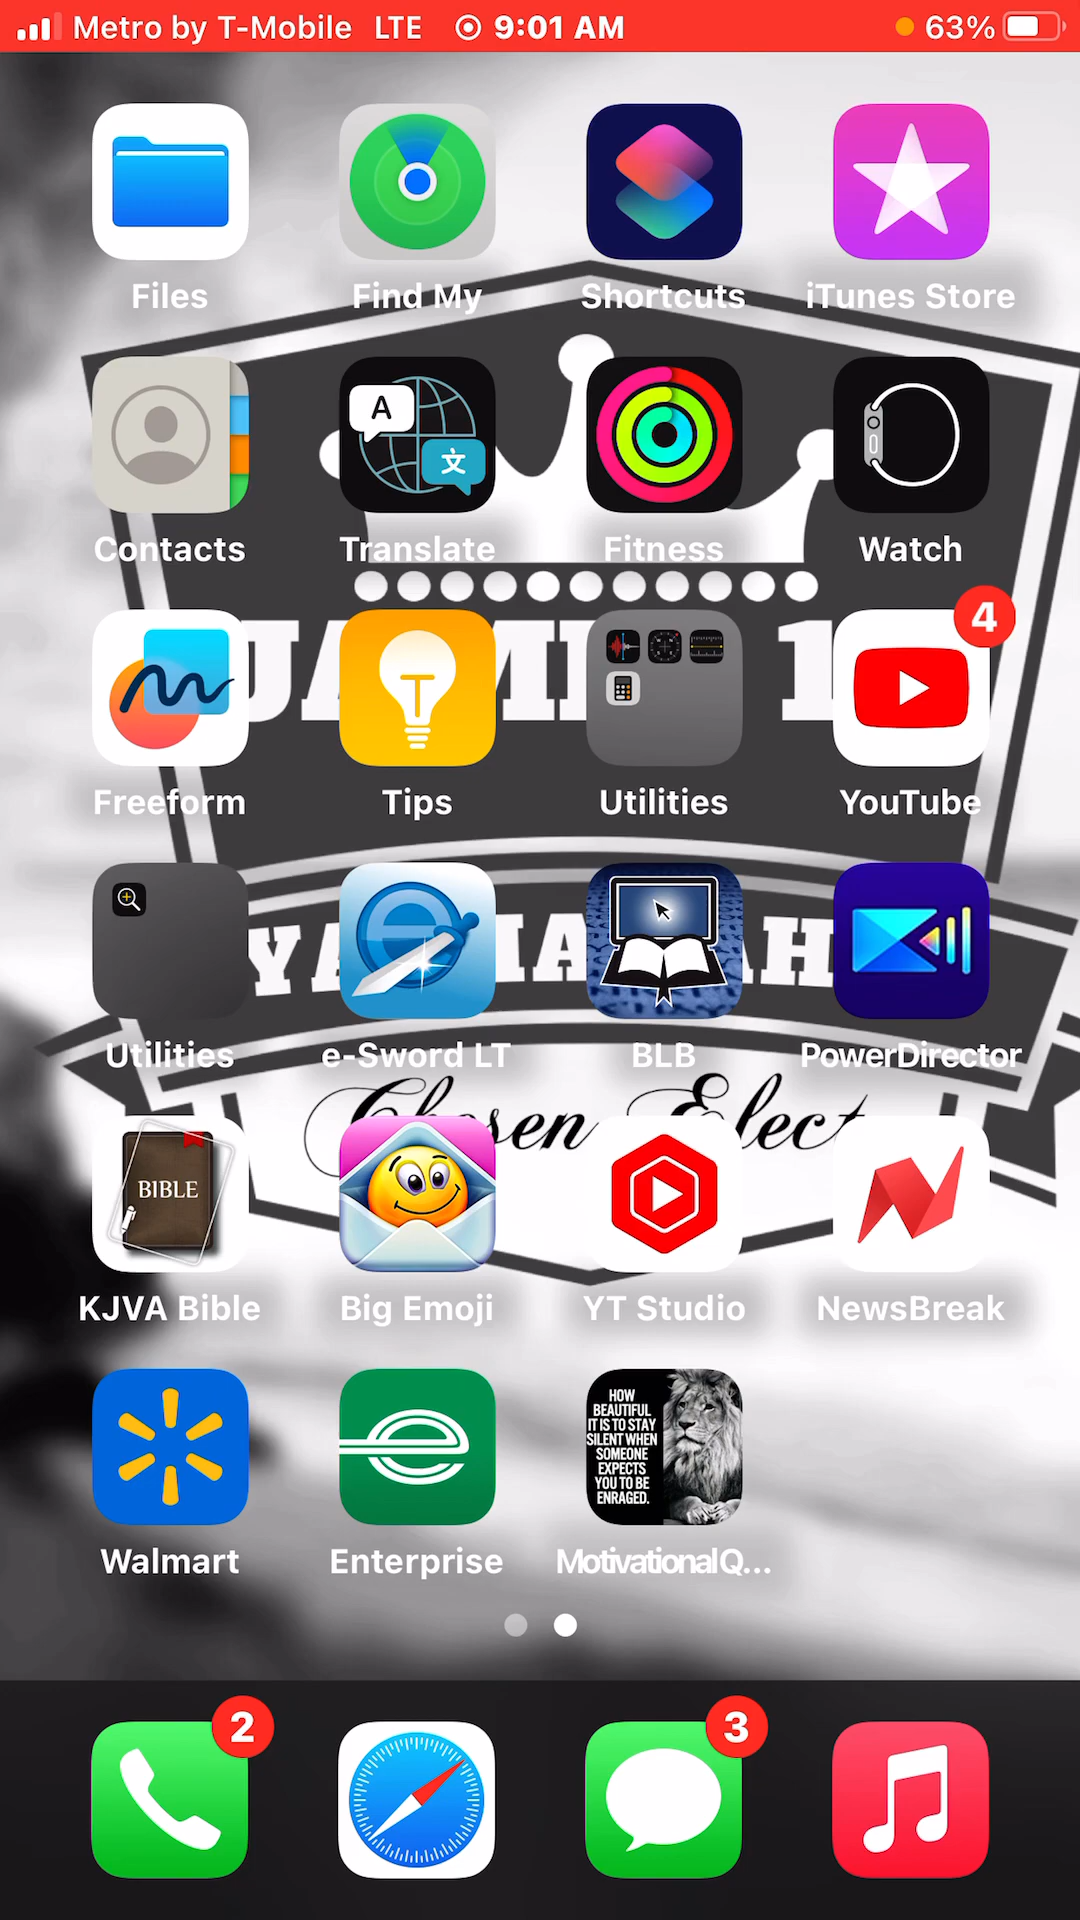 Metro by T-Mobile LTE 9:01 AM 63%
Files Find My Shortcuts iTunes Store
A 文
Contacts Translate Fitness Watch
4
Freeform Tips Utilities YouTube
Utilities e-Sword LT BLB PowerDirector
Chosen Elect
BIBLE
KJVA Bible Big Emoji YT Studio NewsBreak
HOW
BEAUTIFUL
IT IS TO STAY
SILENT WHEN
SOMEONE
EXPECTS
YOU TO BE
ENRAGED.
Walmart Enterprise MotivationalQ...
2 3